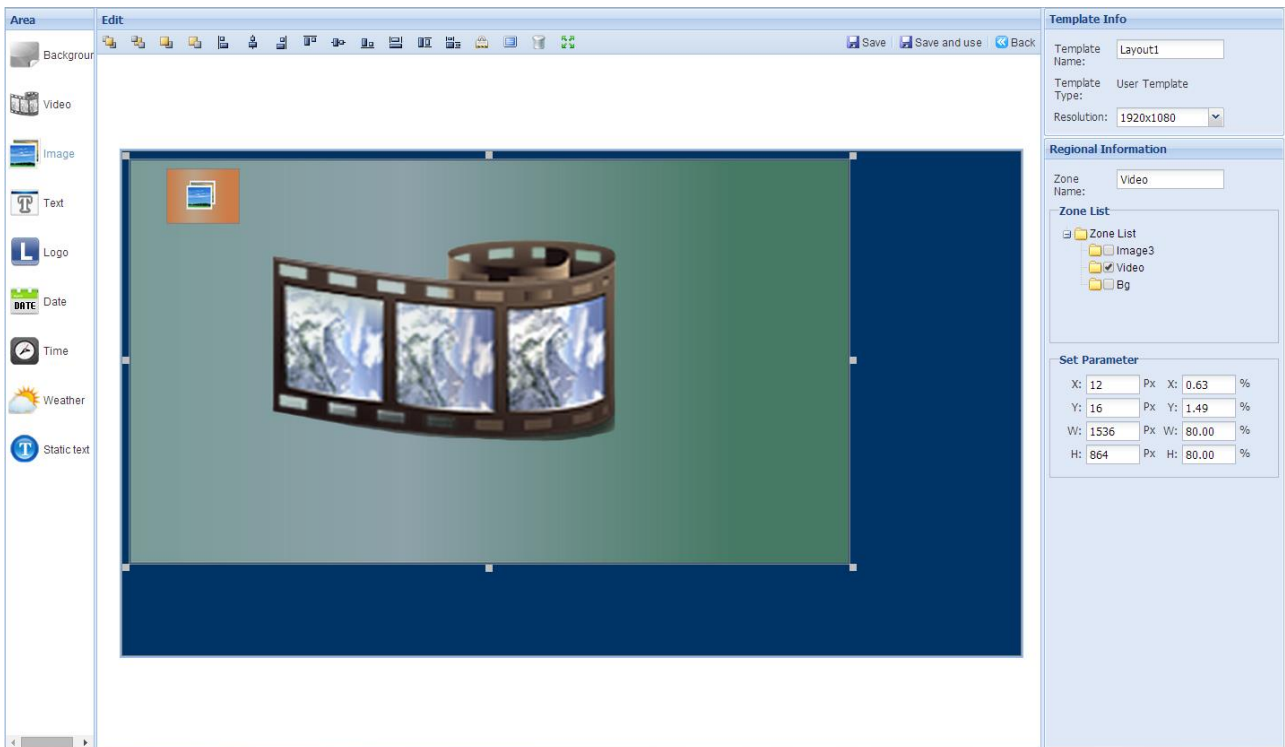 Area
Backgrour
Video
Image
Text
Logo
DATE Date
Time
Weather
Static text
Edit
Save Save and use Back
Template Info
Template Name: Layout1
Template Type: User Template
Resolution: 1920x1080
Regional Information
Zone Name: Video
Zone List
Zone List
Image3
Video
Bg
Set Parameter
X: 12 Px X: 0.63 %
Y: 16 Px Y: 1.49 %
W: 1536 Px W: 80.00 %
H: 864 Px H: 80.00 %